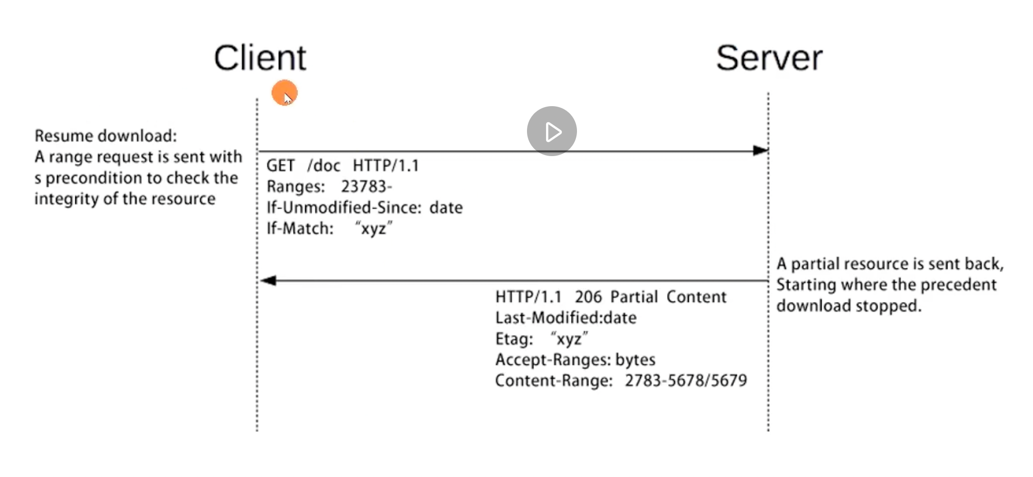 Client
Server
Resume download:
A range request is sent with
s precondition to check the
integrity of the resource
GET /doc HTTP/1.1
Ranges: 23783-
If-Unmodified-Since: date
If-Match: “xyz”
A partial resource is sent back,
Starting where the precedent
download stopped.
HTTP/1.1 206 Partial Content
Last-Modified:date
Etag: “xyz”
Accept-Ranges: bytes
Content-Range: 2783-5678/5679